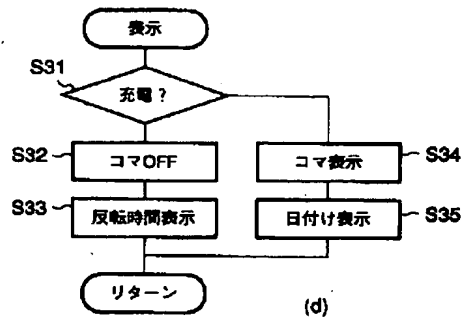 表示
S31
充電?
S32
コマOFF
コマ表示
S34
S33
反転時間表示
日付け表示
S35
リターン
(d)